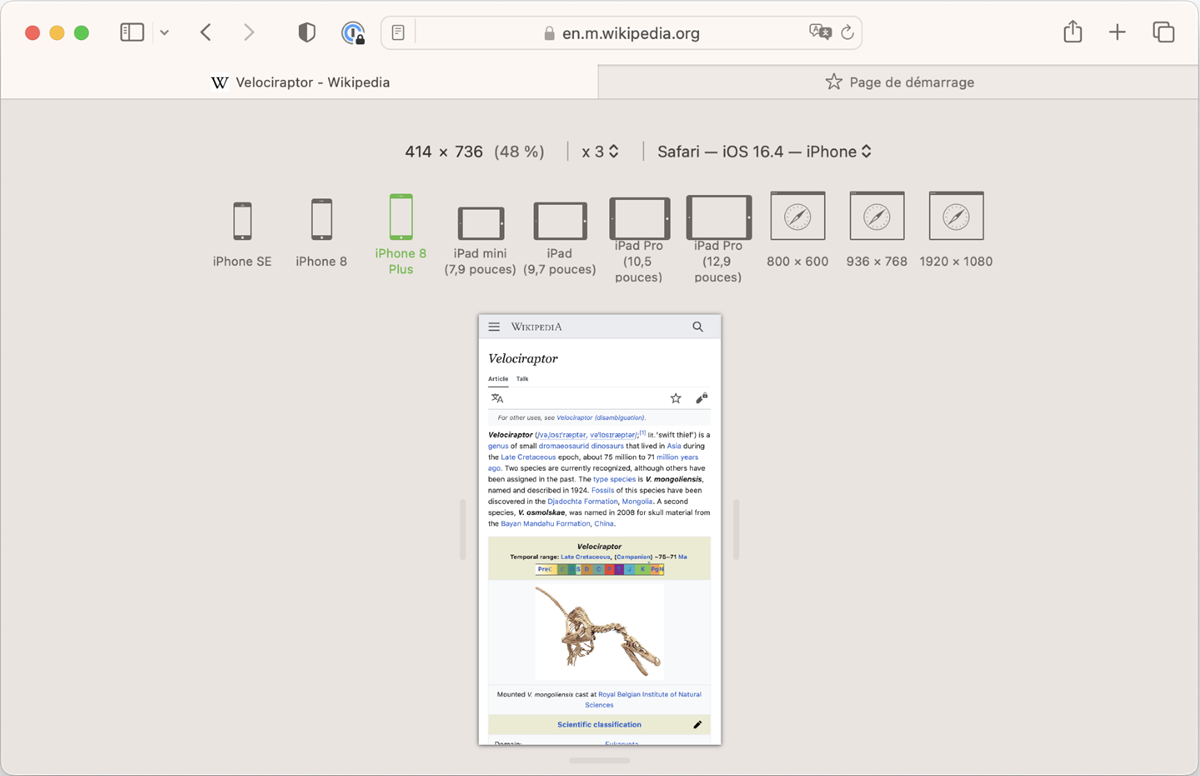 en.m.wikipedia.org
W Velociraptor - Wikipedia
Page de démarrage
414 × 736 (48 %)
x 3
Safari — iOS 16.4 — iPhone
iPhone SE
iPhone 8
iPhone 8
Plus
iPad mini
(7,9 pouces)
iPad
(9,7 pouces)
iPad Pro
(10,5
pouces)
iPad Pro
(12,9
pouces)
800 × 600
936 × 768
1920 × 1080
WIKIPEDIA
Velociraptor
Article Talk
For other uses, see Velociraptor (disambiguation).
Velociraptor (/vəˌlɒsɪˈræptər, vəˈlɒsɪræptər/;[1] lit. 'swift thief') is a
genus of small dromaeosaurid dinosaurs that lived in Asia during
the Late Cretaceous epoch, about 75 million to 71 million years
ago. Two species are currently recognized, although others have
been assigned in the past. The type species is V. mongoliensis,
named and described in 1924. Fossils of this species have been
discovered in the Djadochta Formation, Mongolia. A second
species, V. osmolskae, was named in 2008 for skull material from
the Bayan Mandahu Formation, China.
Velociraptor
Temporal range: Late Cretaceous, (Campanian) ~75–71 Ma
Mounted V. mongoliensis cast at Royal Belgian Institute of Natural
Sciences
Scientific classification
Domain: Eukaryota